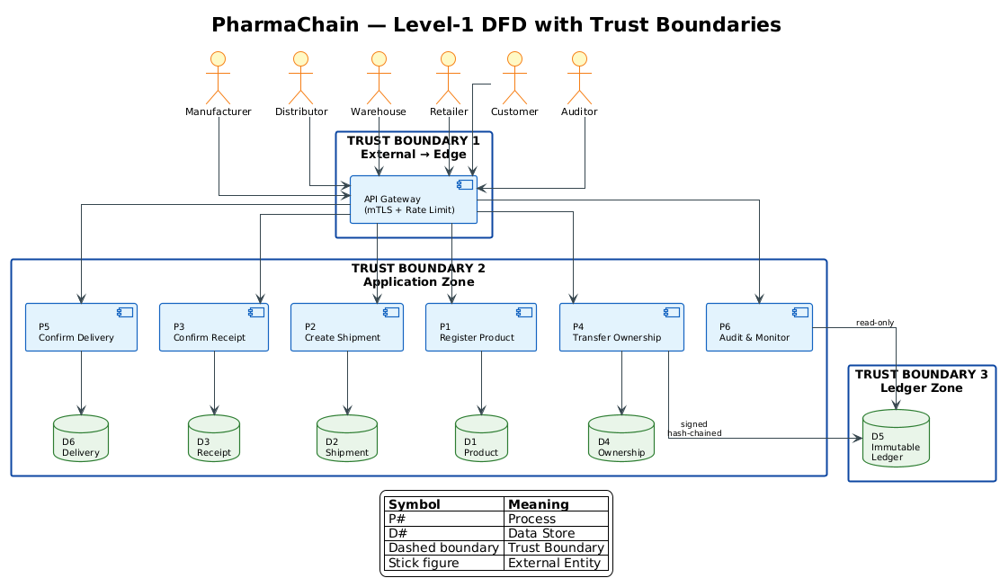 PharmaChain — Level-1 DFD with Trust Boundaries
Manufacturer
Distributor
Warehouse
Retailer
Customer
Auditor
TRUST BOUNDARY 1
External → Edge
API Gateway
(mTLS + Rate Limit)
TRUST BOUNDARY 2
Application Zone
P5
Confirm Delivery
P3
Confirm Receipt
P2
Create Shipment
P1
Register Product
P4
Transfer Ownership
P6
Audit & Monitor
read-only
TRUST BOUNDARY 3
Ledger Zone
signed
hash-chained
D6
Delivery
D3
Receipt
D2
Shipment
D1
Product
D4
Ownership
D5
Immutable
Ledger
Symbol Meaning
P# Process
D# Data Store
Dashed boundary Trust Boundary
Stick figure External Entity